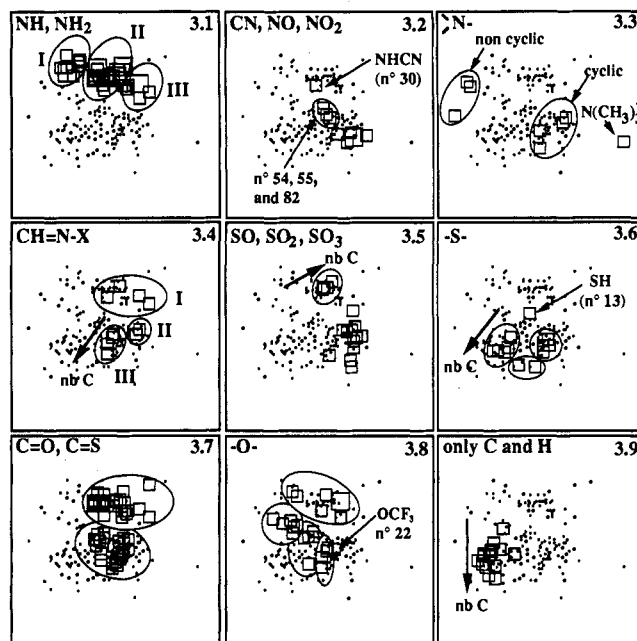 NH, NH2 3.1
I
II
III
CN, NO, NO2 3.2
NHCN
(n° 30)
n° 54, 55,
and 82
N- 3.3
non cyclic
cyclic
N(CH3)2
CH=N-X 3.4
I
II
III
nb C
SO, SO2, SO3 3.5
nb C
-S- 3.6
SH
(n° 13)
nb C
C=O, C=S 3.7
-O- 3.8
OCF3
n° 22
only C and H 3.9
nb C